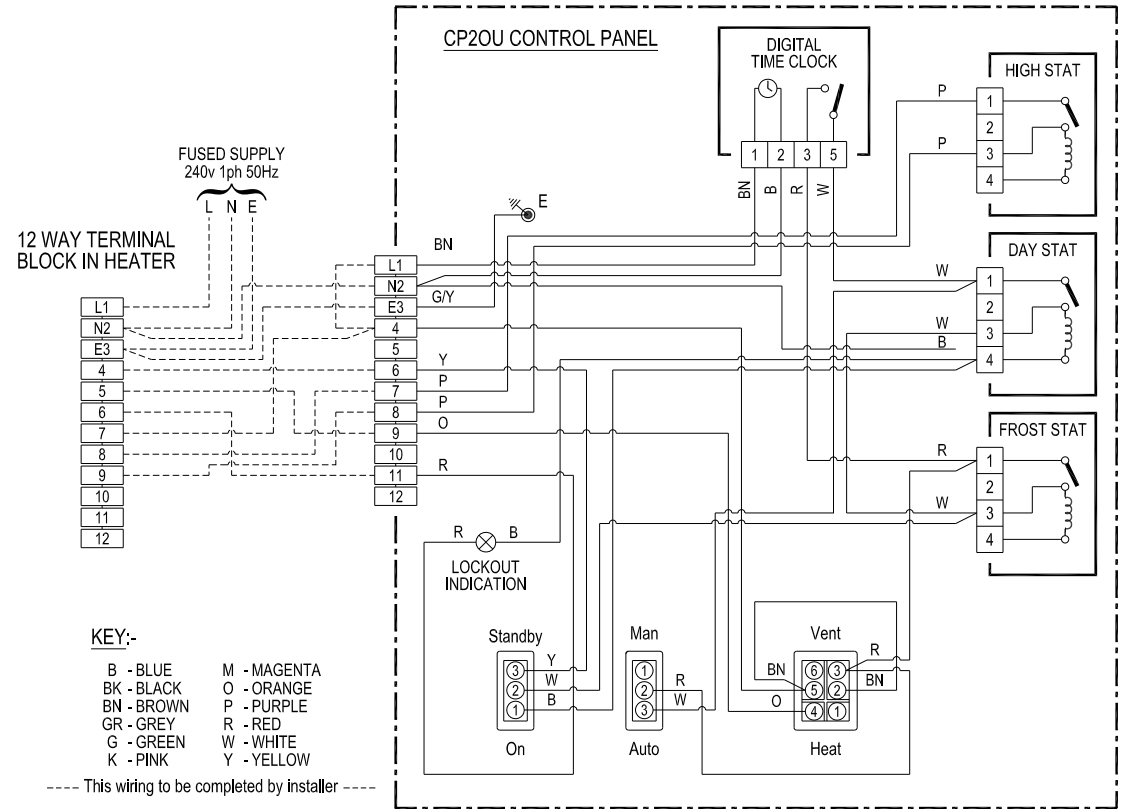 CP2OU CONTROL PANEL
DIGITAL
TIME CLOCK
1 2 3 5
BN B R W
HIGH STAT
P 1
2
P 3
4
DAY STAT
W 1
2
W 3
B
4
FROST STAT
R 1
2
W 3
4
FUSED SUPPLY
240v 1ph 50Hz
L N E
12 WAY TERMINAL
BLOCK IN HEATER
L1
N2
E3
4
5
6
7
8
9
10
11
12
E
L1 BN
N2
E3 G/Y
4
5
6 Y
7 P
8 P
9 O
10
11 R
12
R B
LOCKOUT
INDICATION
Standby
3 Y
2 W
1 B
On
Man
1
2 R
3 W
Auto
Vent
R
BN 6 3
5 2 BN
O 4 1
Heat
KEY:-
B - BLUE
BK - BLACK
BN - BROWN
GR - GREY
G - GREEN
K - PINK
M - MAGENTA
O - ORANGE
P - PURPLE
R - RED
W - WHITE
Y - YELLOW
---- This wiring to be completed by installer ----